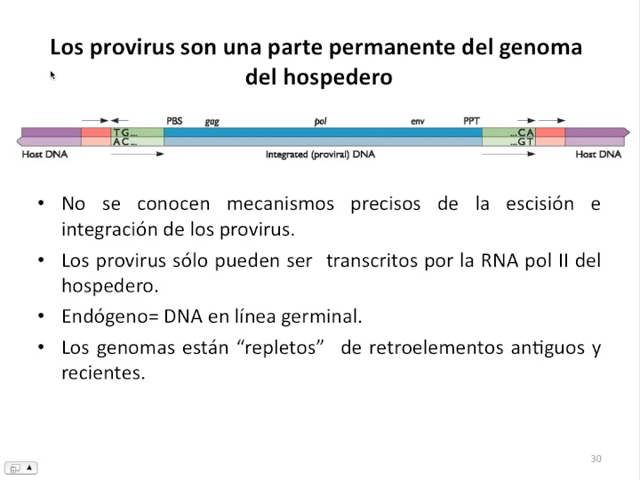 Los provirus son una parte permanente del genoma
del hospedero
PBS gag pol env PPT
TG... ...CA
AC... ...GT
Host DNA Integrated (proviral) DNA Host DNA
• No se conocen mecanismos precisos de la escisión e
integración de los provirus.
• Los provirus sólo pueden ser transcritos por la RNA pol II del
hospedero.
• Endógeno= DNA en línea germinal.
• Los genomas están “repletos” de retroelementos antiguos y
recientes.
30